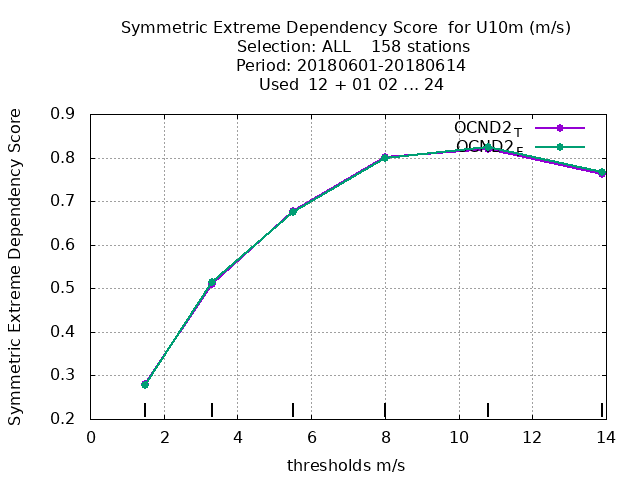 Symmetric Extreme Dependency Score for U10m (m/s)
Selection: ALL 158 stations
Period: 20180601-20180614
Used 12 + 01 02 ... 24
Symmetric Extreme Dependency Score
0.9
0.8
0.7
0.6
0.5
0.4
0.3
0.2
OCND2T
OCND2F
0 2 4 6 8 10 12 14
thresholds m/s